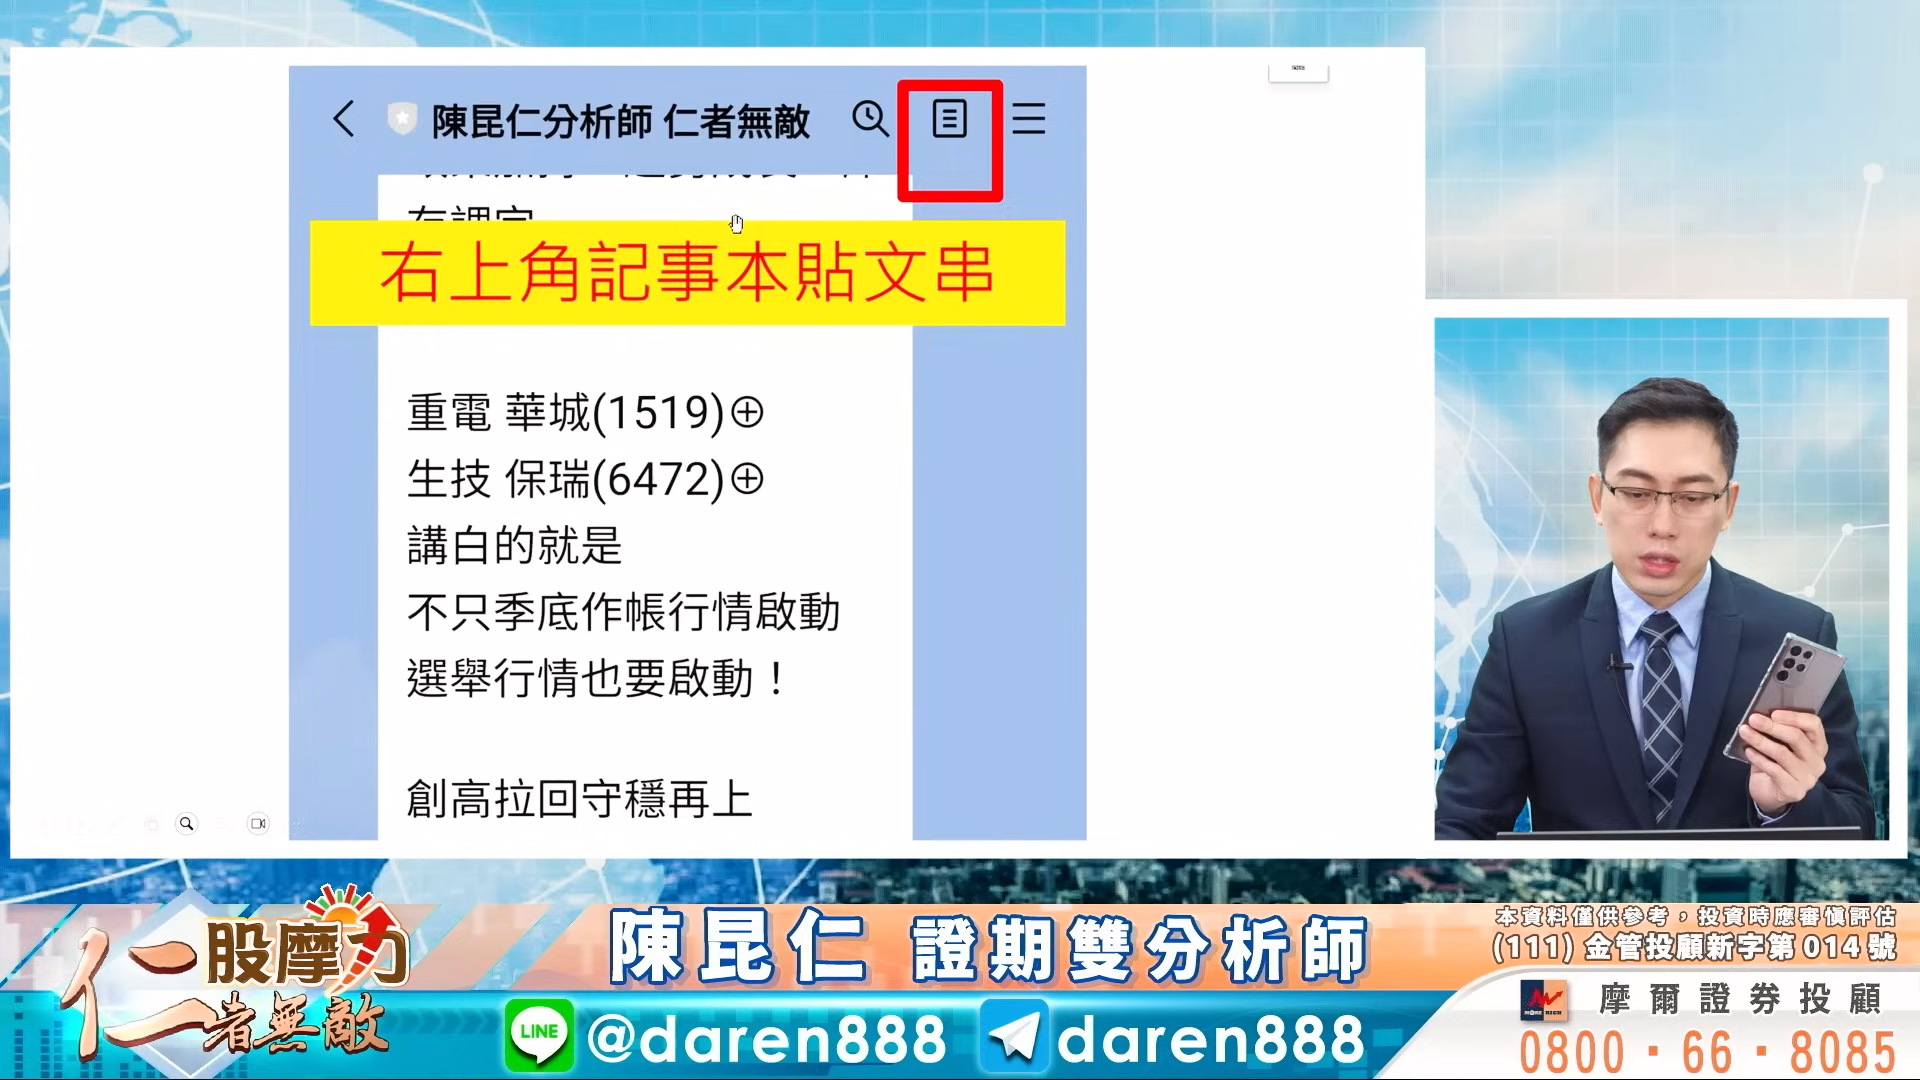 陳昆仁分析師 仁者無敵
右上角記事本貼文串
重電 華城(1519)⊕
生技 保瑞(6472)⊕
講白的就是
不只季底作帳行情啟動
選舉行情也要啟動！
創高拉回守穩再上
股摩力
仁者無敵
陳昆仁 證期雙分析師
LINE @daren888 daren888
本資料僅供參考，投資時應審慎評估
(111) 金管投顧新字第014號
MORE RICH
摩爾證券投顧
0800・66・8085